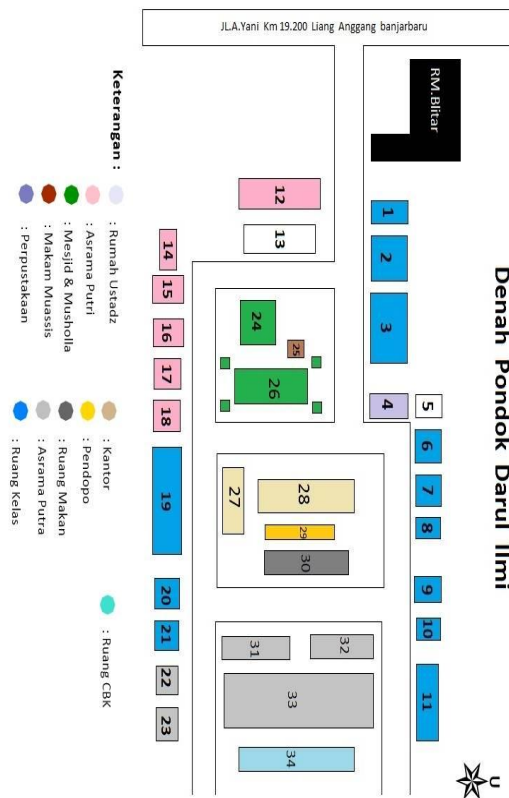 Denah Pondok Darul Ilmi
JL.A.Yani Km 19.200 Liang Anggang banjarbaru
RM.Blitar
1
2
3
4
5
6
7
8
9
10
11
12
13
14
15
16
17
18
19
20
21
22
23
24
25
26
27
28
29
30
31
32
33
34
U
Keterangan :
: Rumah Ustadz
: Asrama Putri
: Mesjid & Musholla
: Makam Muassis
: Perpustakaan
: Kantor
: Pendopo
: Ruang Makan
: Asrama Putra
: Ruang Kelas
: Ruang CBK